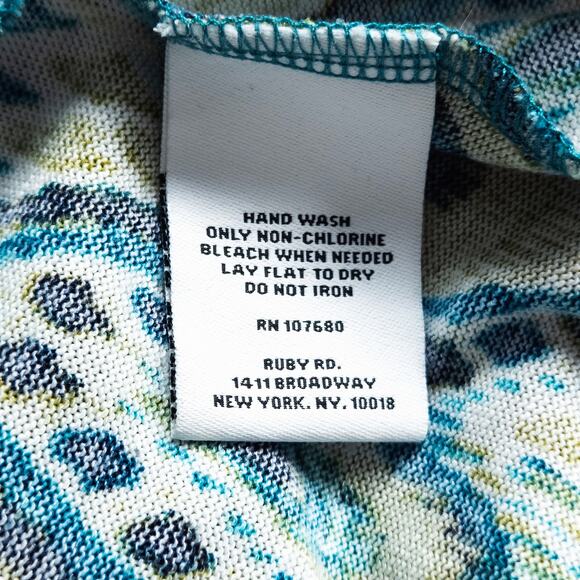 HAND WASH
ONLY NON-CHLORINE
BLEACH WHEN NEEDED
LAY FLAT TO DRY
DO NOT IRON
RN 107680
RUBY RD.
1411 BROADWAY
NEW YORK. NY. 10018